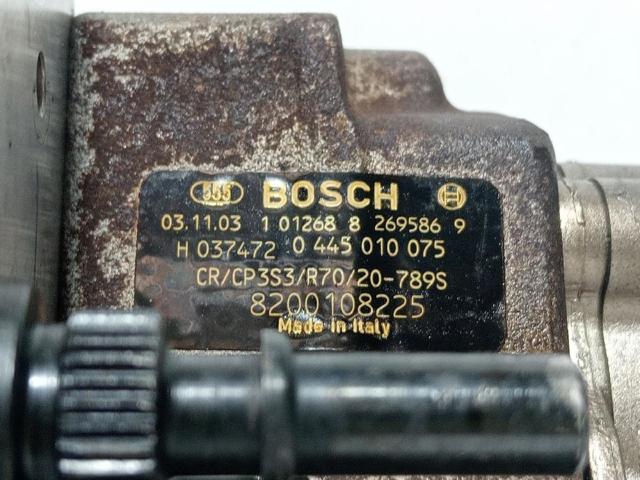 555 BOSCH H
03.11.03 1 01268 8 269586 9
H 037472 0 445 010 075
CR/CP3S3/R70/20-789S
8200108225
Made in Italy